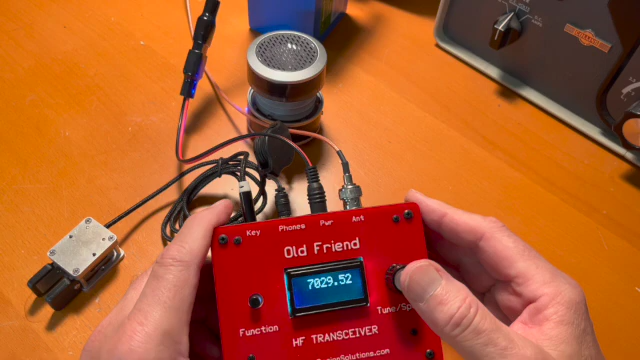 Key Phones Pwr Ant
Old Friend
7029.52
Function
HF TRANSCEIVER